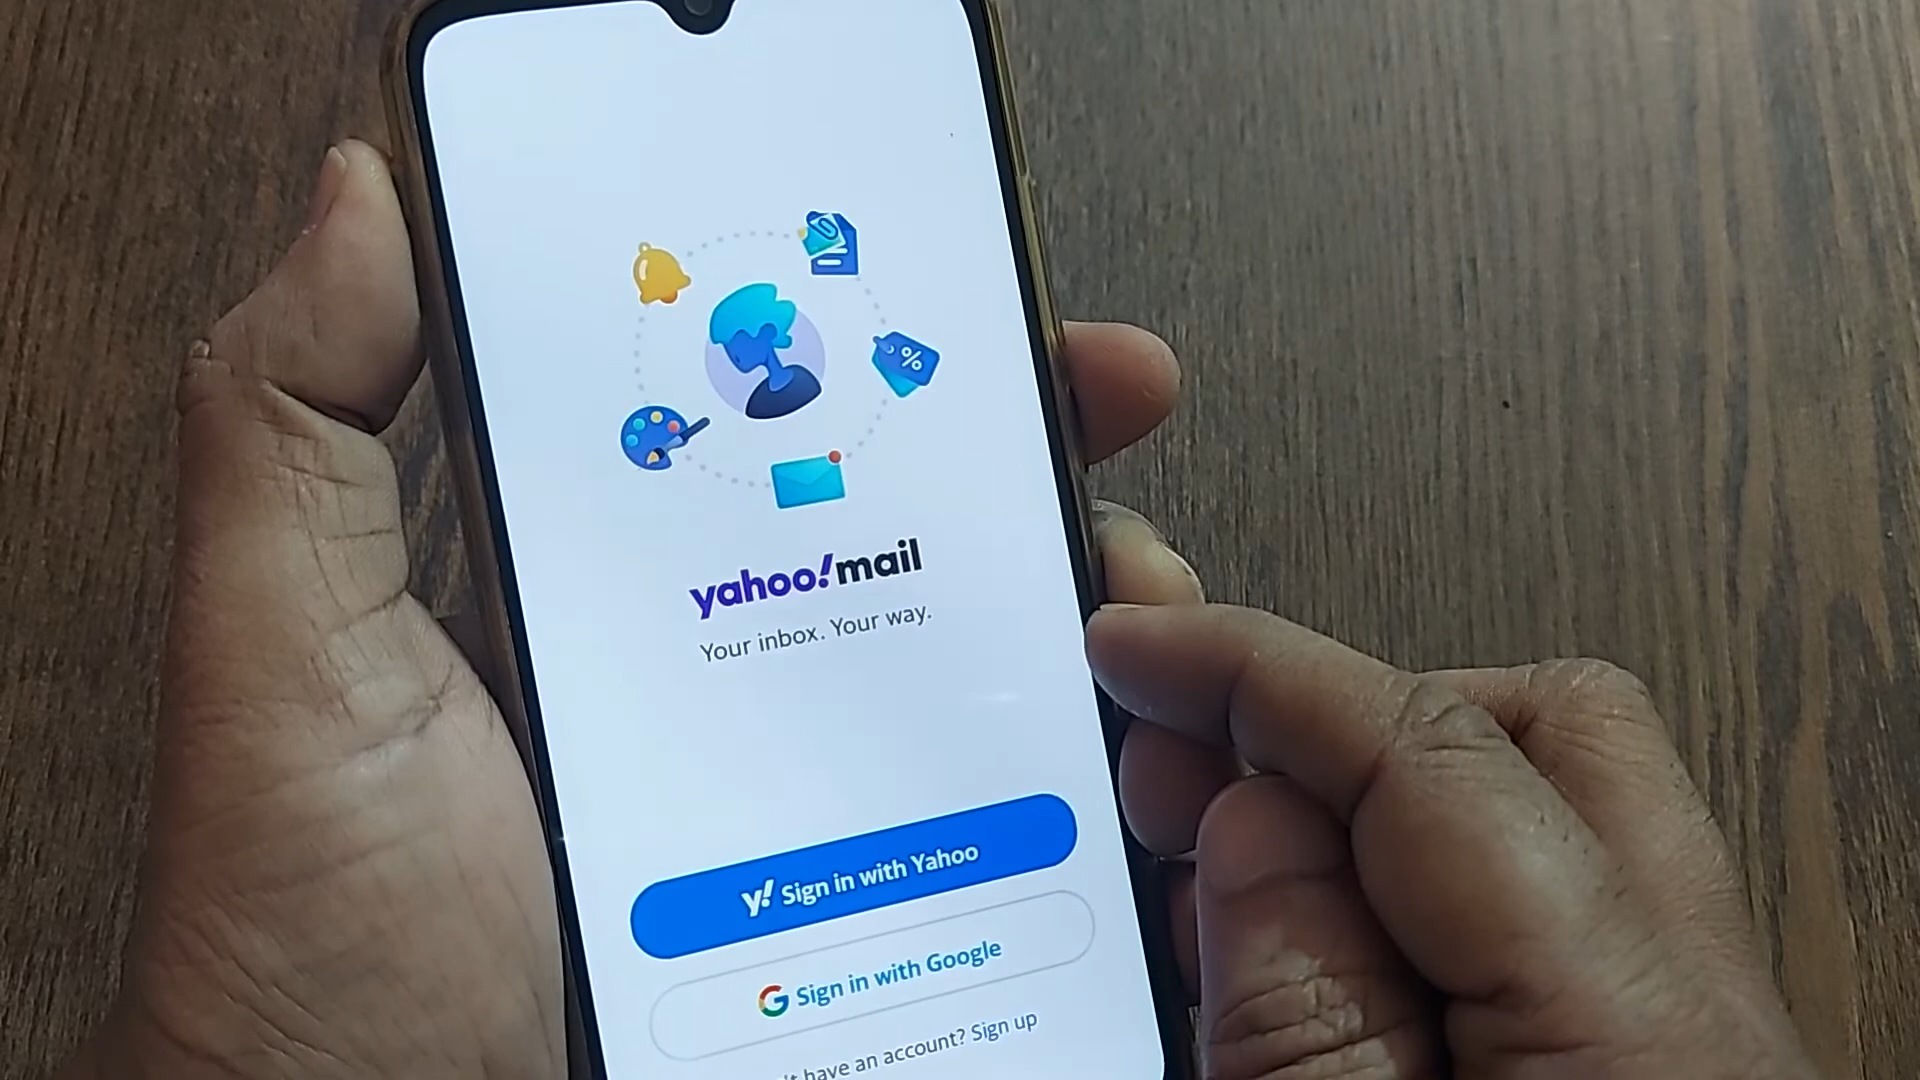 %
yahoo!mail
Your inbox. Your way.
y! Sign in with Yahoo
G Sign in with Google
't have an account? Sign up